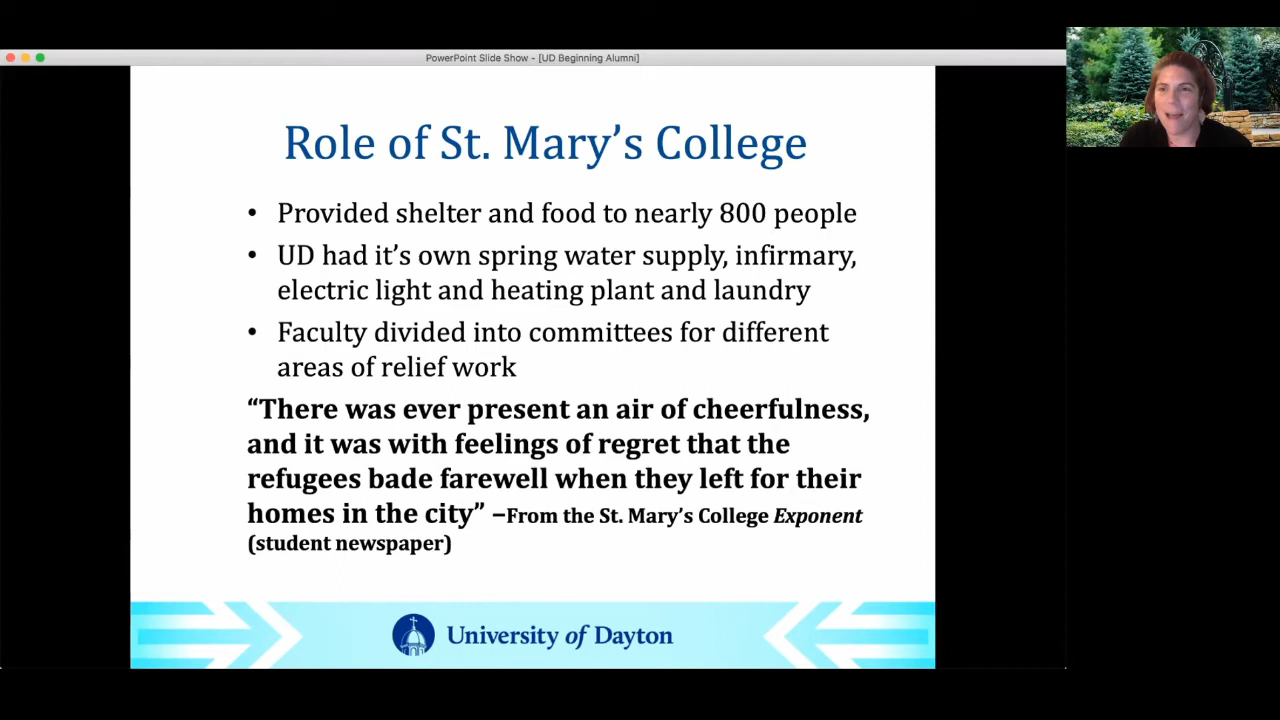 PowerPoint Slide Show - [UD Beginning Alumni]
Role of St. Mary’s College
• Provided shelter and food to nearly 800 people
• UD had it’s own spring water supply, infirmary,
electric light and heating plant and laundry
• Faculty divided into committees for different
areas of relief work
“There was ever present an air of cheerfulness,
and it was with feelings of regret that the
refugees bade farewell when they left for their
homes in the city” –From the St. Mary’s College Exponent
(student newspaper)
University of Dayton